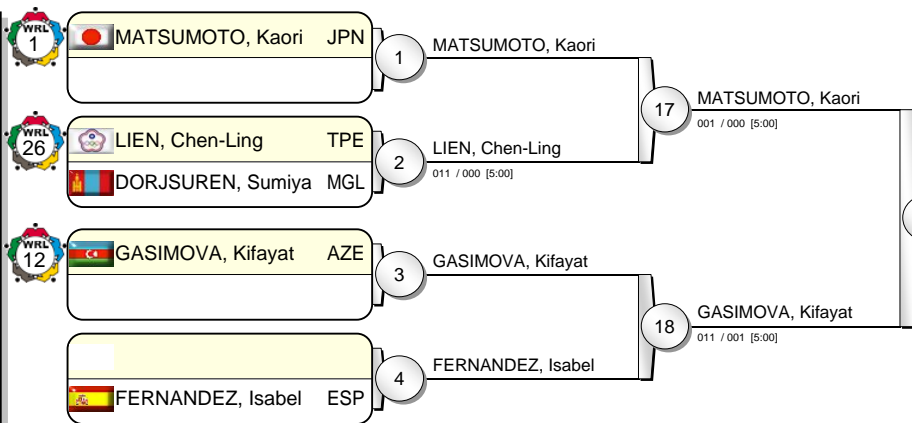 WRL
1
MATSUMOTO, Kaori JPN
1
MATSUMOTO, Kaori
17
MATSUMOTO, Kaori
001 / 000 [5:00]
WRL
26
LIEN, Chen-Ling TPE
DORJSUREN, Sumiya MGL
2
LIEN, Chen-Ling
011 / 000 [5:00]
WRL
12
GASIMOVA, Kifayat AZE
3
GASIMOVA, Kifayat
18
GASIMOVA, Kifayat
011 / 001 [5:00]
FERNANDEZ, Isabel ESP
4
FERNANDEZ, Isabel